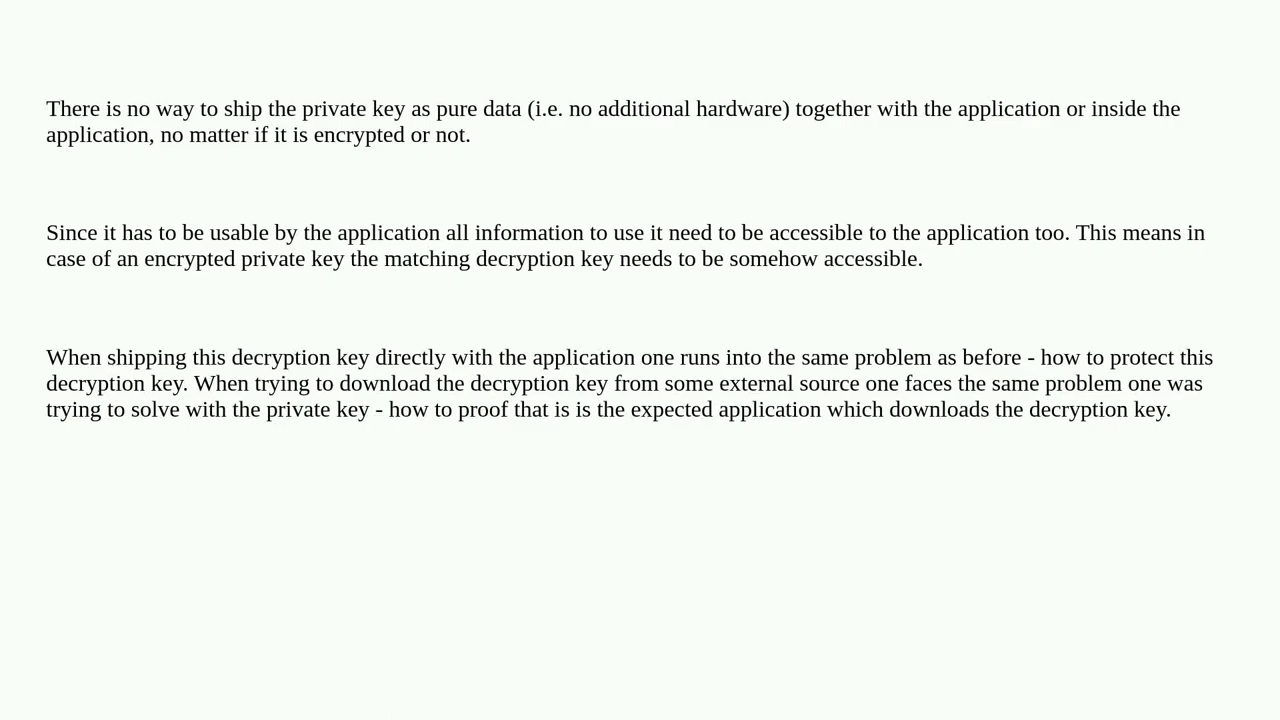 There is no way to ship the private key as pure data (i.e. no additional hardware) together with the application or inside the
application, no matter if it is encrypted or not.
Since it has to be usable by the application all information to use it need to be accessible to the application too. This means in
case of an encrypted private key the matching decryption key needs to be somehow accessible.
When shipping this decryption key directly with the application one runs into the same problem as before - how to protect this
decryption key. When trying to download the decryption key from some external source one faces the same problem one was
trying to solve with the private key - how to proof that is is the expected application which downloads the decryption key.